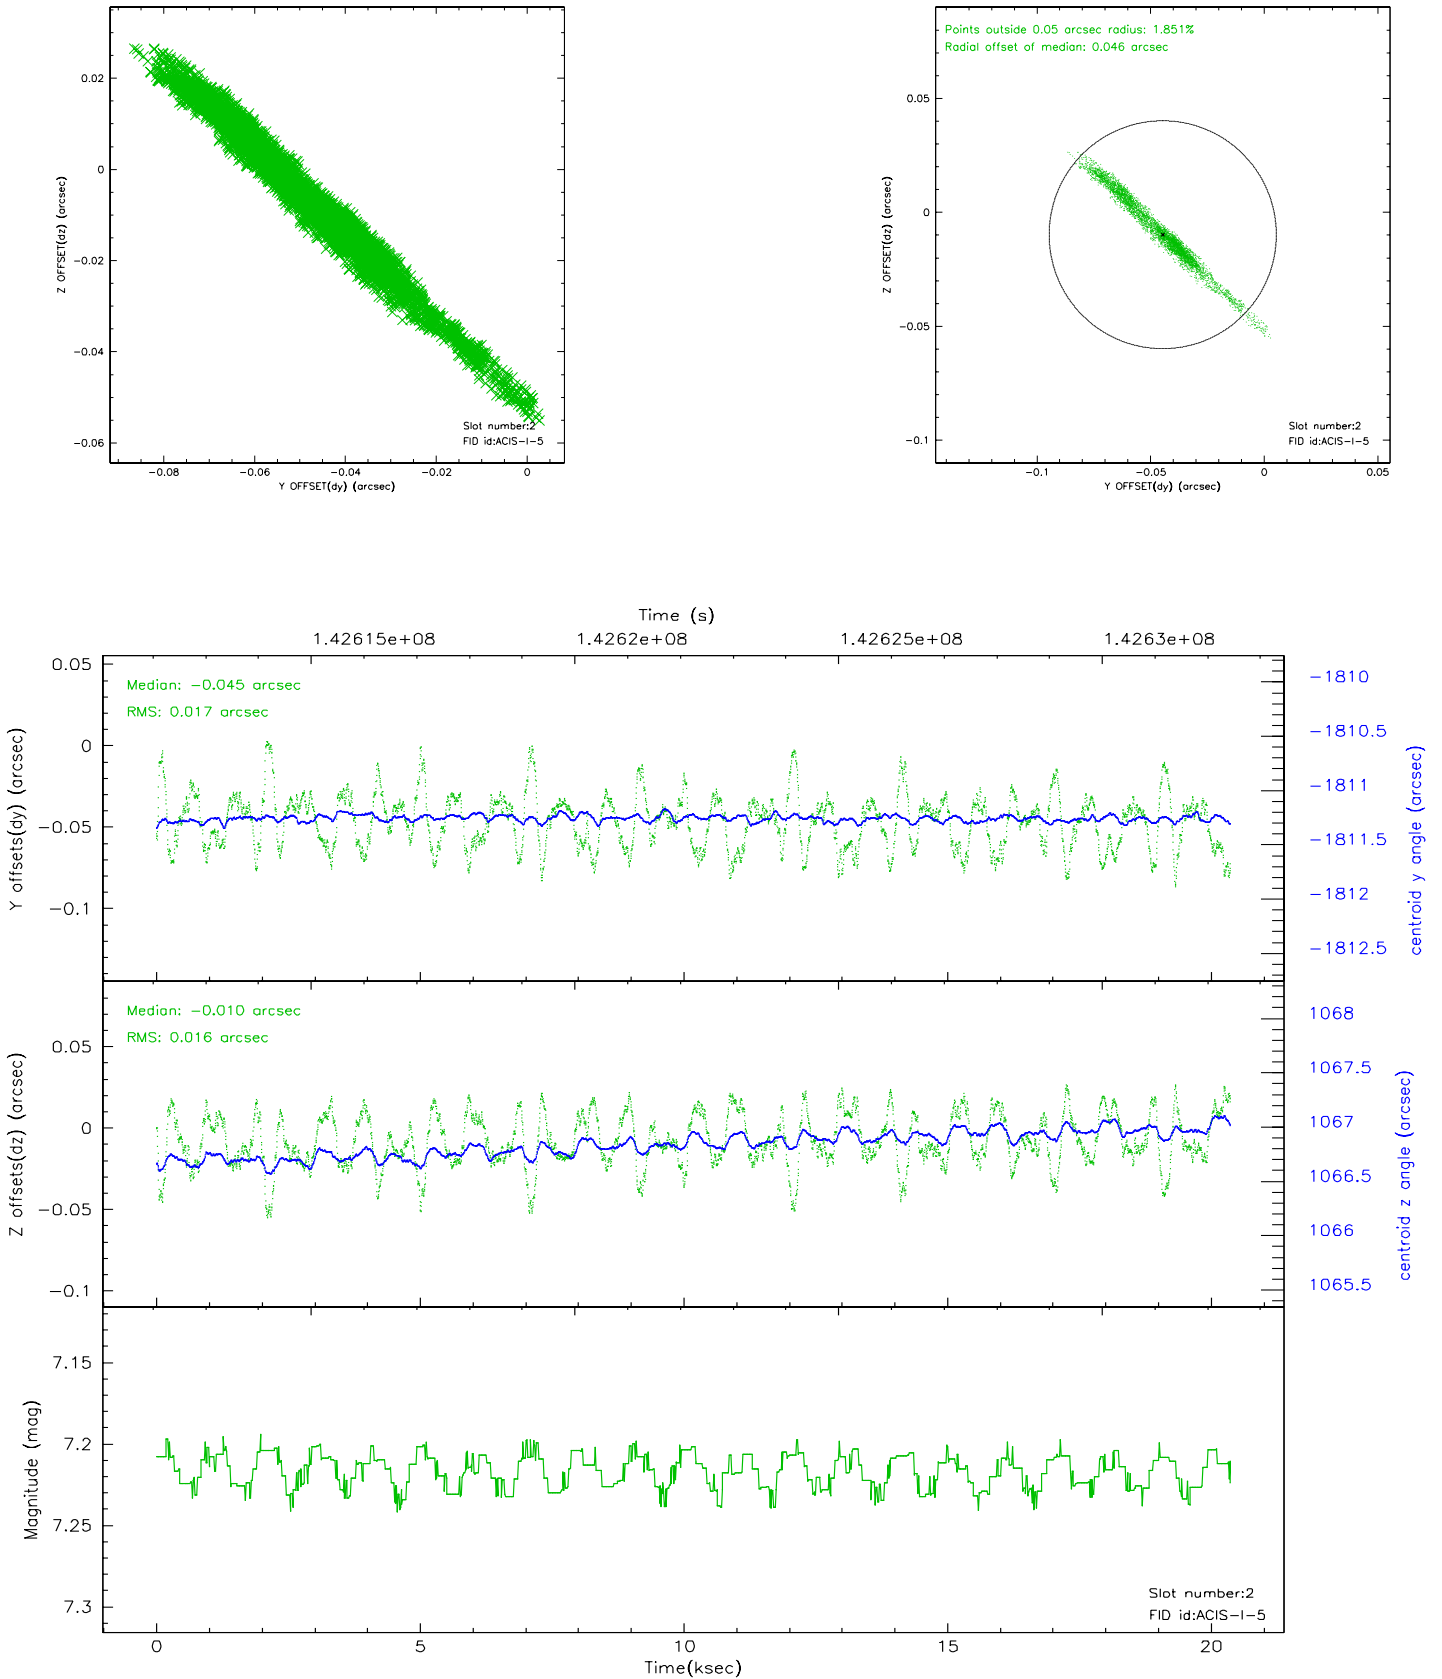 0.02
0
−0.02
−0.04
−0.06
Z OFFSET(dz) (arcsec)
−0.08
−0.06
−0.04
−0.02
0
Y OFFSET(dy) (arcsec)
Slot number:2
FID id:ACIS−I−5
Points outside 0.05 arcsec radius: 1.851%
Radial offset of median: 0.046 arcsec
0.05
0
−0.05
−0.1
Z OFFSET(dz) (arcsec)
−0.1
−0.05
0
0.05
Y OFFSET(dy) (arcsec)
Slot number:2
FID id:ACIS−I−5
Time (s)
1.42615e+08
1.4262e+08
1.42625e+08
1.4263e+08
Median: −0.045 arcsec
RMS: 0.017 arcsec
0.05
0
−0.05
−0.1
Y offsets(dy) (arcsec)
−1810
−1810.5
−1811
−1811.5
−1812
−1812.5
centroid y angle (arcsec)
Median: −0.010 arcsec
RMS: 0.016 arcsec
0.05
0
−0.05
−0.1
Z offsets(dz) (arcsec)
1068
1067.5
1067
1066.5
1066
1065.5
centroid z angle (arcsec)
7.15
7.2
7.25
7.3
Magnitude (mag)
Slot number:2
FID id:ACIS−I−5
0
5
10
15
20
Time(ksec)